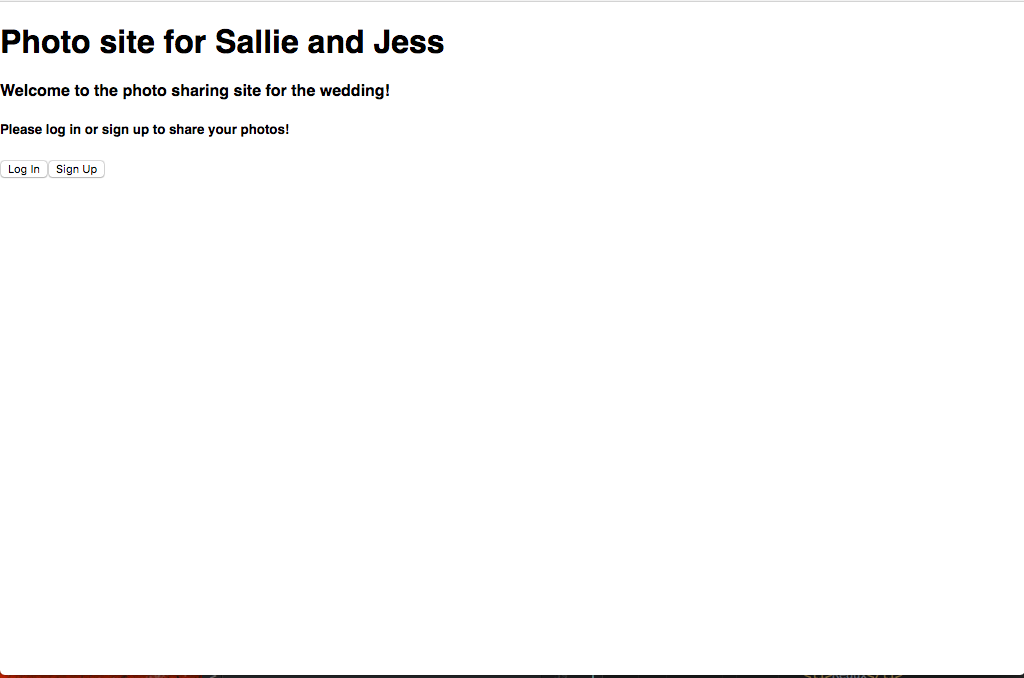 Photo site for Sallie and Jess
Welcome to the photo sharing site for the wedding!
Please log in or sign up to share your photos!
Log In Sign Up